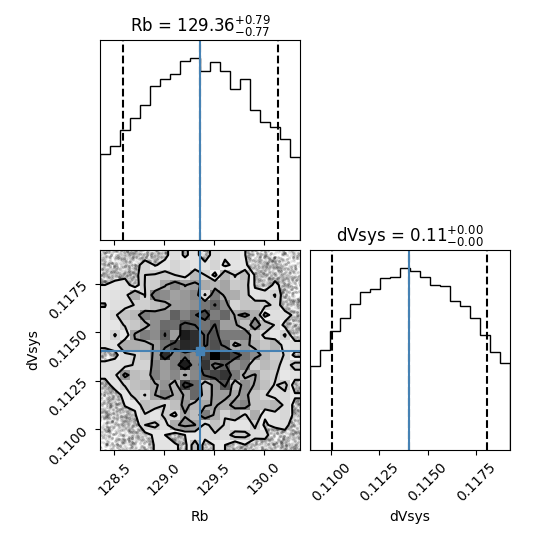 Rb = 129.36+0.79−0.77
dVsys = 0.11+0.00−0.00
dVsys
0.1175
0.1150
0.1125
0.1100
128.5 129.0 129.5 130.0
Rb
0.1100 0.1125 0.1150 0.1175
dVsys